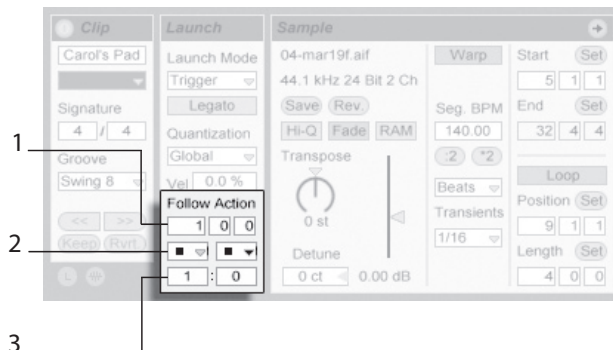 Clip
Carol's Pad
Signature
4 / 4
Groove
Swing 8
<< >>
Keep Rvrt.
L
Launch
Launch Mode
Trigger
Legato
Quantization
Global
Vel 0.0 %
Follow Action
1 0 0
1 : 0
Sample
04-mar19f.aif
44.1 kHz 24 Bit 2 Ch
Save Rev.
Hi-Q Fade RAM
Transpose
0 st
Detune
0 ct 0.00 dB
Warp
Seg. BPM
140.00
:2 *2
Beats
Transients
1/16
Start Set
5 1 1
End Set
32 4 4
Loop
Position Set
9 1 1
Length Set
4 0 0
1
2
3